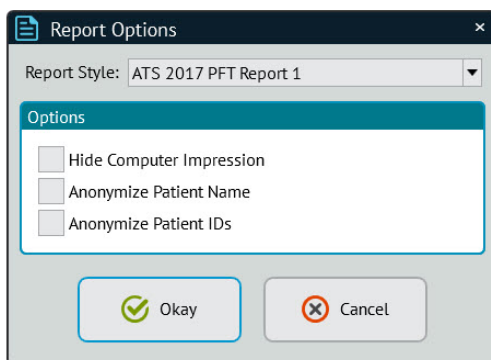 Report Options
Report Style: ATS 2017 PFT Report 1
Options
Hide Computer Impression
Anonymize Patient Name
Anonymize Patient IDs
Okay Cancel